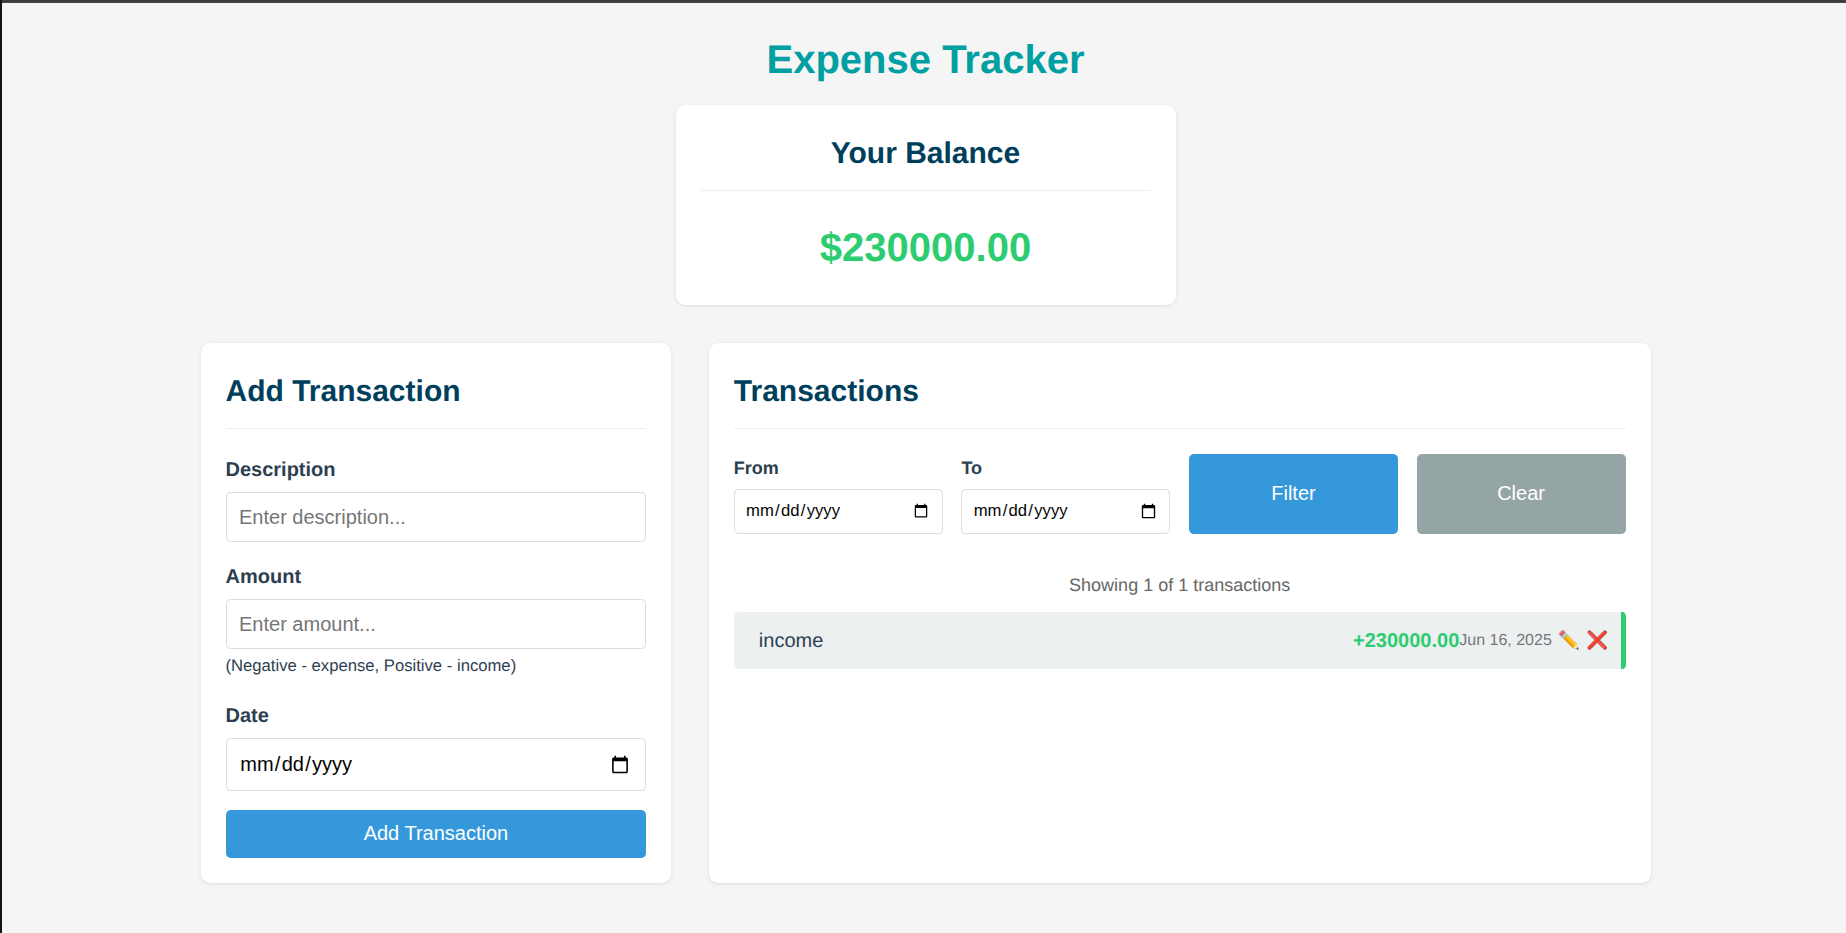 Expense Tracker
Your Balance
$230000.00
Add Transaction
Description
Enter description...
Amount
Enter amount...
(Negative - expense, Positive - income)
Date
mm/dd/yyyy
Add Transaction
Transactions
From To
mm/dd/yyyy mm/dd/yyyy Filter Clear
Showing 1 of 1 transactions
income +230000.00 Jun 16, 2025